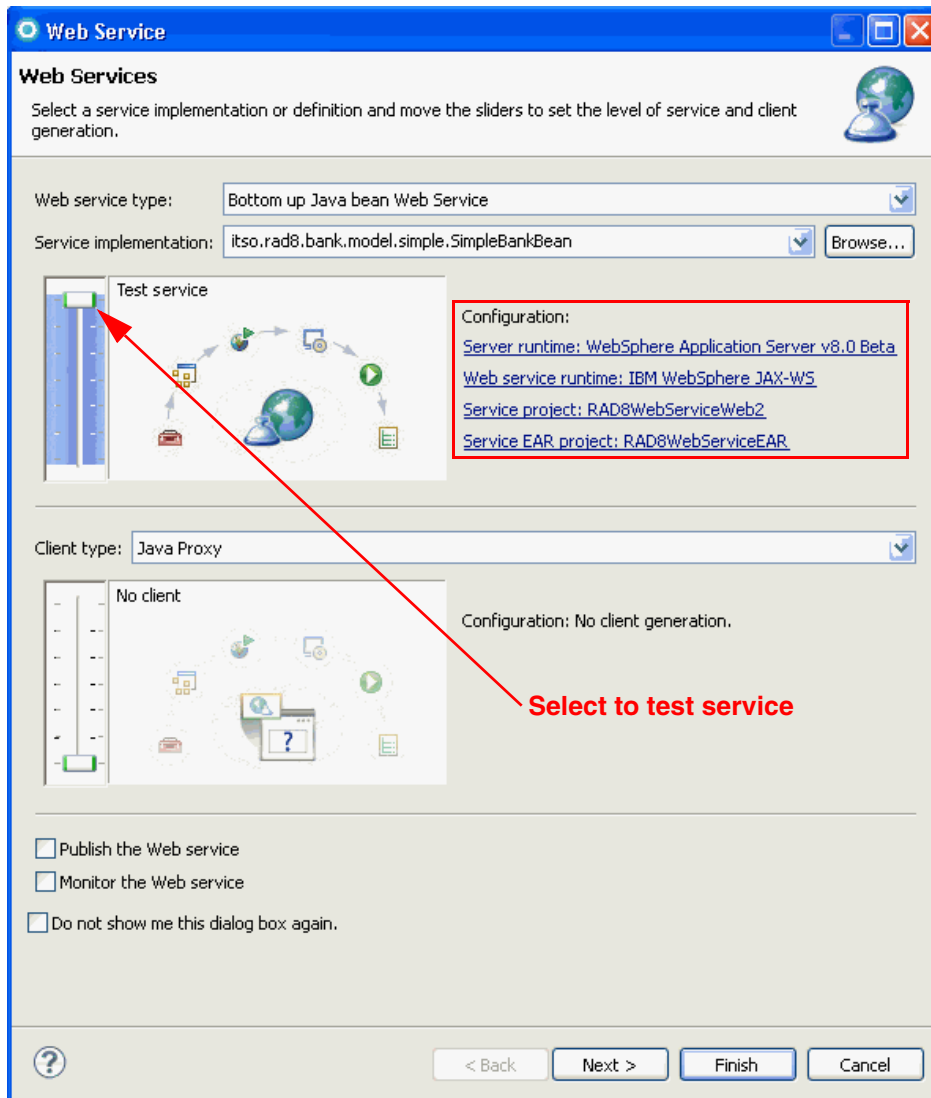 Web Service
Web Services
Select a service implementation or definition and move the sliders to set the level of service and client
generation.
Web service type:
Bottom up Java bean Web Service
Service implementation:
itso.rad8.bank.model.simple.SimpleBankBean
Browse...
Test service
Configuration:
Server runtime: WebSphere Application Server v8.0 Beta
Web service runtime: IBM WebSphere JAX-WS
Service project: RAD8WebServiceWeb2
Service EAR project: RAD8WebServiceEAR
Client type:
Java Proxy
No client
Configuration: No client generation.
Select to test service
?
Publish the Web service
Monitor the Web service
Do not show me this dialog box again.
?
< Back
Next >
Finish
Cancel